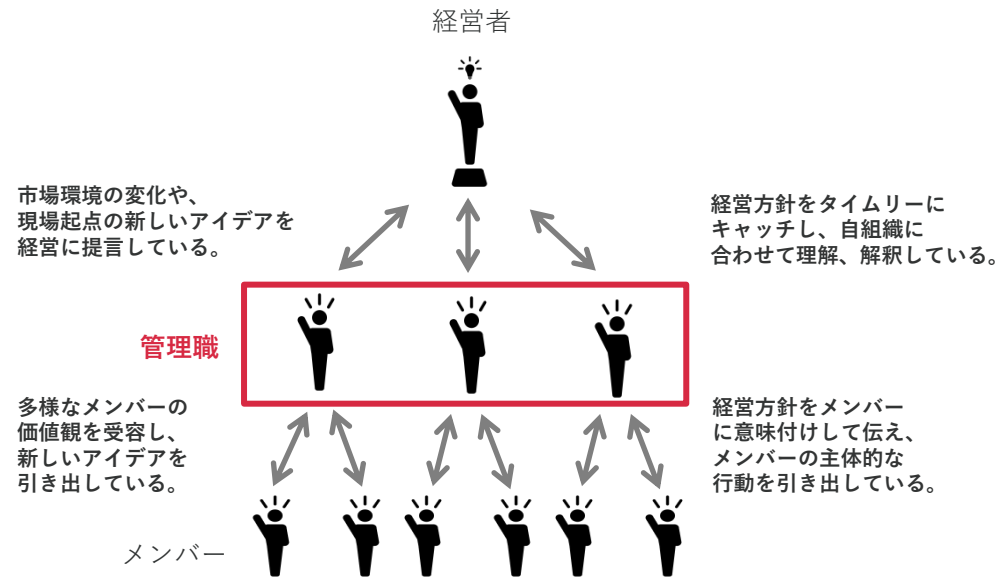 経営者
市場環境の変化や、
現場起点の新しいアイデアを
経営に提言している。
経営方針をタイムリーに
キャッチし、自組織に
合わせて理解、解釈している。
管理職
多様なメンバーの
価値観を受容し、
新しいアイデアを
引き出している。
経営方針をメンバー
に意味付けして伝え、
メンバーの主体的な
行動を引き出している。
メンバー